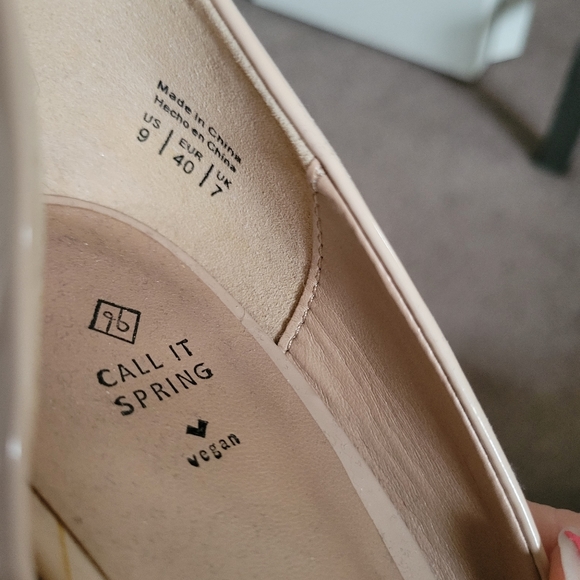 Made in China
Hecho en China
US | EUR | UK
9 | 40 | 7
CALL IT
SPRING
vegan